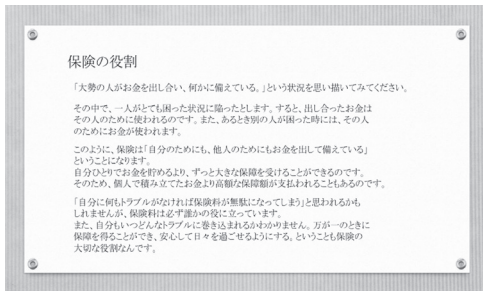 保険の役割
「大勢の人がお金を出し合い、何かに備えている。」という状況を思い描いてみてください。
その中で、一人がとても困った状況に陥ったとします。すると、出し合ったお金は
その人のために使われるのです。また、あるとき別の人が困った時には、その人
のためにお金が使われます。
このように、保険は「自分のためにも、他人のためにもお金を出して備えている」
ということになります。
自分ひとりでお金を貯めるより、ずっと大きな保障を受けることができるのです。
そのため、個人で積み立てたお金より高額な保障額が支払われることもあるのです。
「自分に何もトラブルがなければ保険料が無駄になってしまう」と思われるかも
しれませんが、保険料は必ず誰かの役に立っています。
また、自分もいつどんなトラブルに巻き込まれるかわかりません。万が一のときに
保障を得ることができ、安心して日々を過ごせるようにする。ということも保険の
大切な役割なんです。